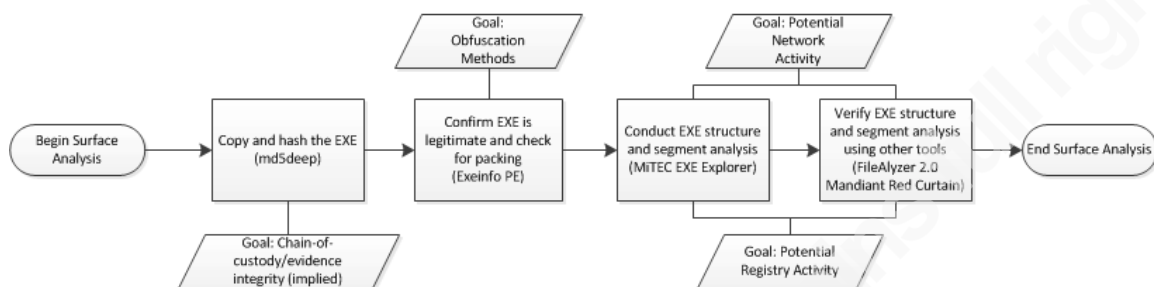 Goal:
Obfuscation
Methods
Goal: Potential
Network
Activity
Begin Surface
Analysis
Copy and hash the EXE
(md5deep)
Confirm EXE is
legitimate and check
for packing
(Exeinfo PE)
Conduct EXE structure
and segment analysis
(MiTEC EXE Explorer)
Verify EXE structure
and segment analysis
using other tools
(FileAlyzer 2.0
Mandiant Red Curtain)
End Surface Analysis
Goal: Chain-of-
custody/evidence
integrity (implied)
Goal: Potential
Registry Activity